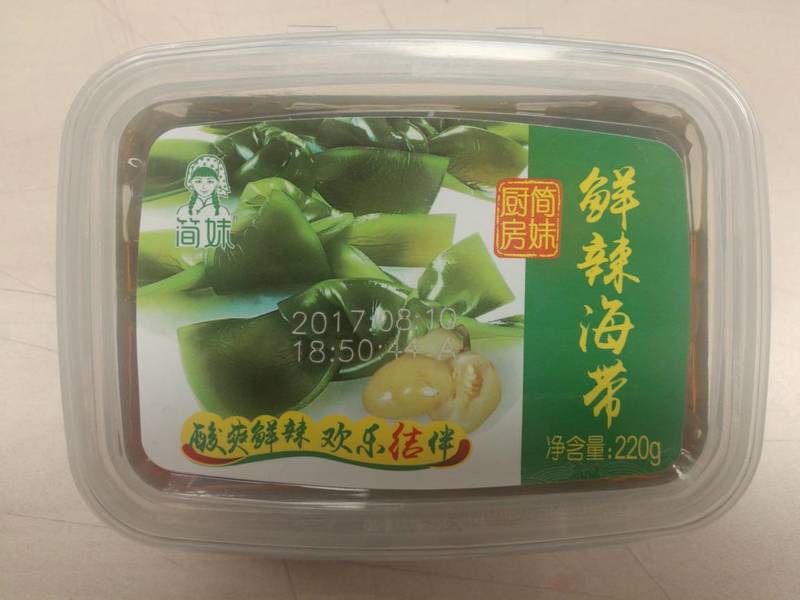 简妹
简妹
厨房
鲜辣海带
2017:08:10
18:50:44 A
酸爽鲜辣 欢乐结伴
净含量:220g